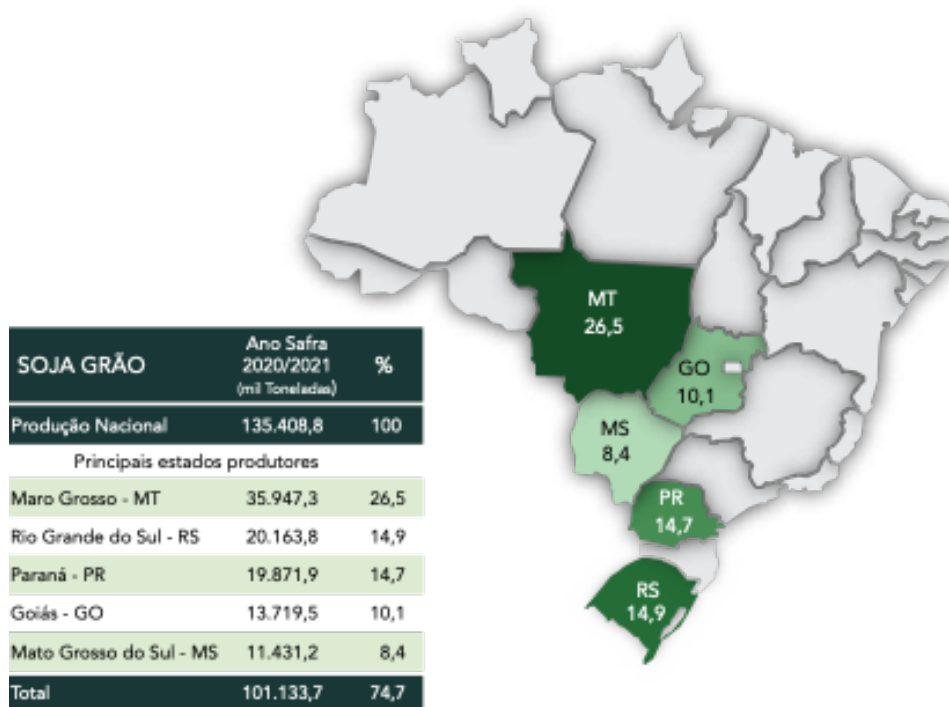 SOJA GRÃO
Ano Safra
2020/2021
(mil Toneladas)
%
Produção Nacional 135.408,8 100
Principais estados produtores
Maro Grosso - MT 35.947,3 26,5
Rio Grande do Sul - RS 20.163,8 14,9
Paraná - PR 19.871,9 14,7
Goiás - GO 13.719,5 10,1
Mato Grosso do Sul - MS 11.431,2 8,4
Total 101.133,7 74,7
MT
26,5
GO
10,1
MS
8,4
PR
14,7
RS
14,9